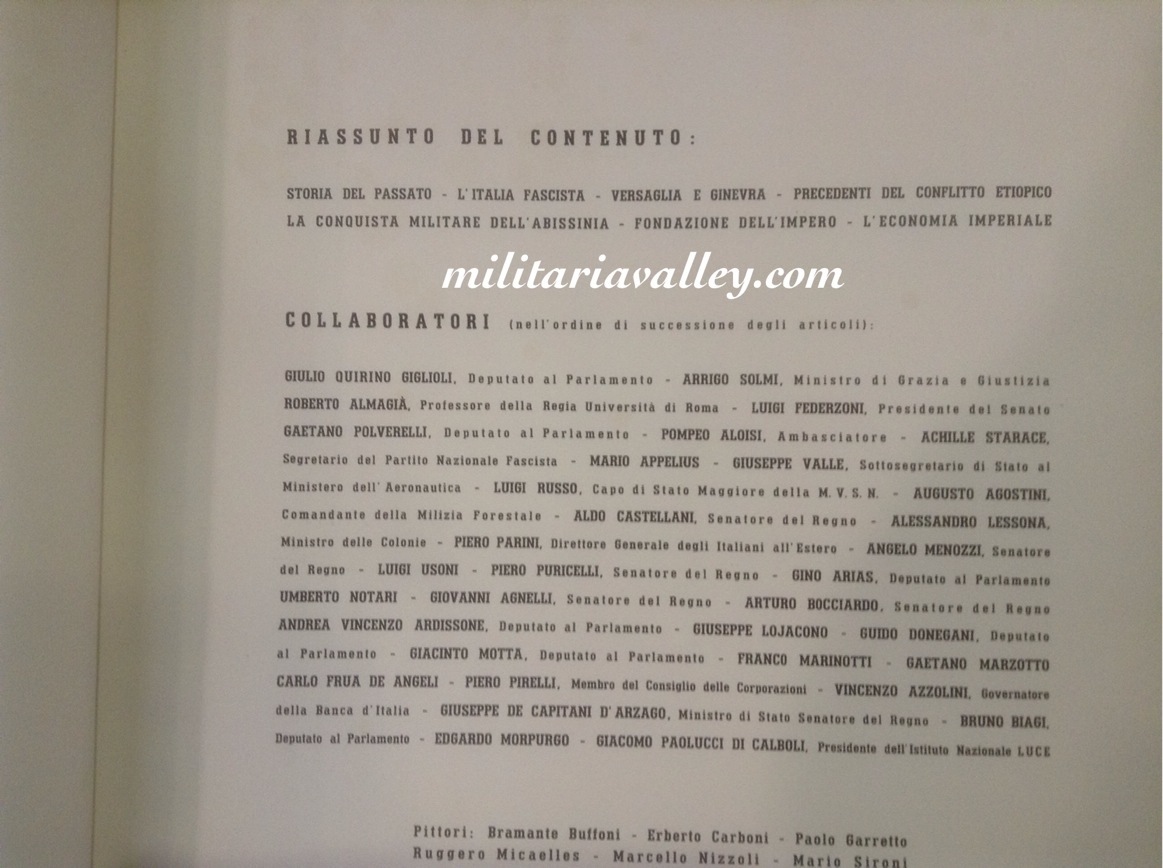 RIASSUNTO DEL CONTENUTO:
STORIA DEL PASSATO - L'ITALIA FASCISTA - VERSAGLIA E GINEVRA - PRECEDENTI DEL CONFLITTO ETIOPICO
LA CONQUISTA MILITARE DELL'ABISSINIA - FONDAZIONE DELL'IMPERO - L'ECONOMIA IMPERIALE
militariavalley.com
COLLABORATORI (nell'ordine di successione degli articoli):
GIULIO QUIRINO GIGLIOLI, Deputato al Parlamento - ARRIGO SOLMI, Ministro di Grazia e Giustizia
ROBERTO ALMAGIÀ, Professore della Regia Università di Roma - LUIGI FEDERZONI, Presidente del Senato
GAETANO POLVERELLI, Deputato al Parlamento - POMPEO ALOISI, Ambasciatore - ACHILLE STARACE,
Segretario del Partito Nazionale Fascista - MARIO APPELIUS - GIUSEPPE VALLE, Sottosegretario di Stato al
Ministero dell'Aeronautica - LUIGI RUSSO, Capo di Stato Maggiore della M. V. S. N. - AUGUSTO AGOSTINI,
Comandante della Milizia Forestale - ALDO CASTELLANI, Senatore del Regno - ALESSANDRO LESSONA,
Ministro delle Colonie - PIERO PARINI, Direttore Generale degli Italiani all'Estero - ANGELO MENOZZI, Senatore
del Regno - LUIGI USONI - PIERO PURICELLI, Senatore del Regno - GINO ARIAS, Deputato al Parlamento
UMBERTO NOTARI - GIOVANNI AGNELLI, Senatore del Regno - ARTURO BOCCIARDO, Senatore del Regno
ANDREA VINCENZO ARDISSONE, Deputato al Parlamento - GIUSEPPE LOJACONO - GUIDO DONEGANI, Deputato
al Parlamento - GIACINTO MOTTA, Deputato al Parlamento - FRANCO MARINOTTI - GAETANO MARZOTTO
CARLO FRUA DE ANGELI - PIERO PIRELLI, Membro del Consiglio delle Corporazioni - VINCENZO AZZOLINI, Governatore
della Banca d'Italia - GIUSEPPE DE CAPITANI D'ARZAGO, Ministro di Stato Senatore del Regno - BRUNO BIAGI,
Deputato al Parlamento - EDGARDO MORPURGO - GIACOMO PAOLUCCI DI CALBOLI, Presidente dell'Istituto Nazionale LUCE
Pittori: Bramante Buffoni - Erberto Carboni - Paolo Garretto
Ruggero Micaelles - Marcello Nizzoli - Mario Sironi